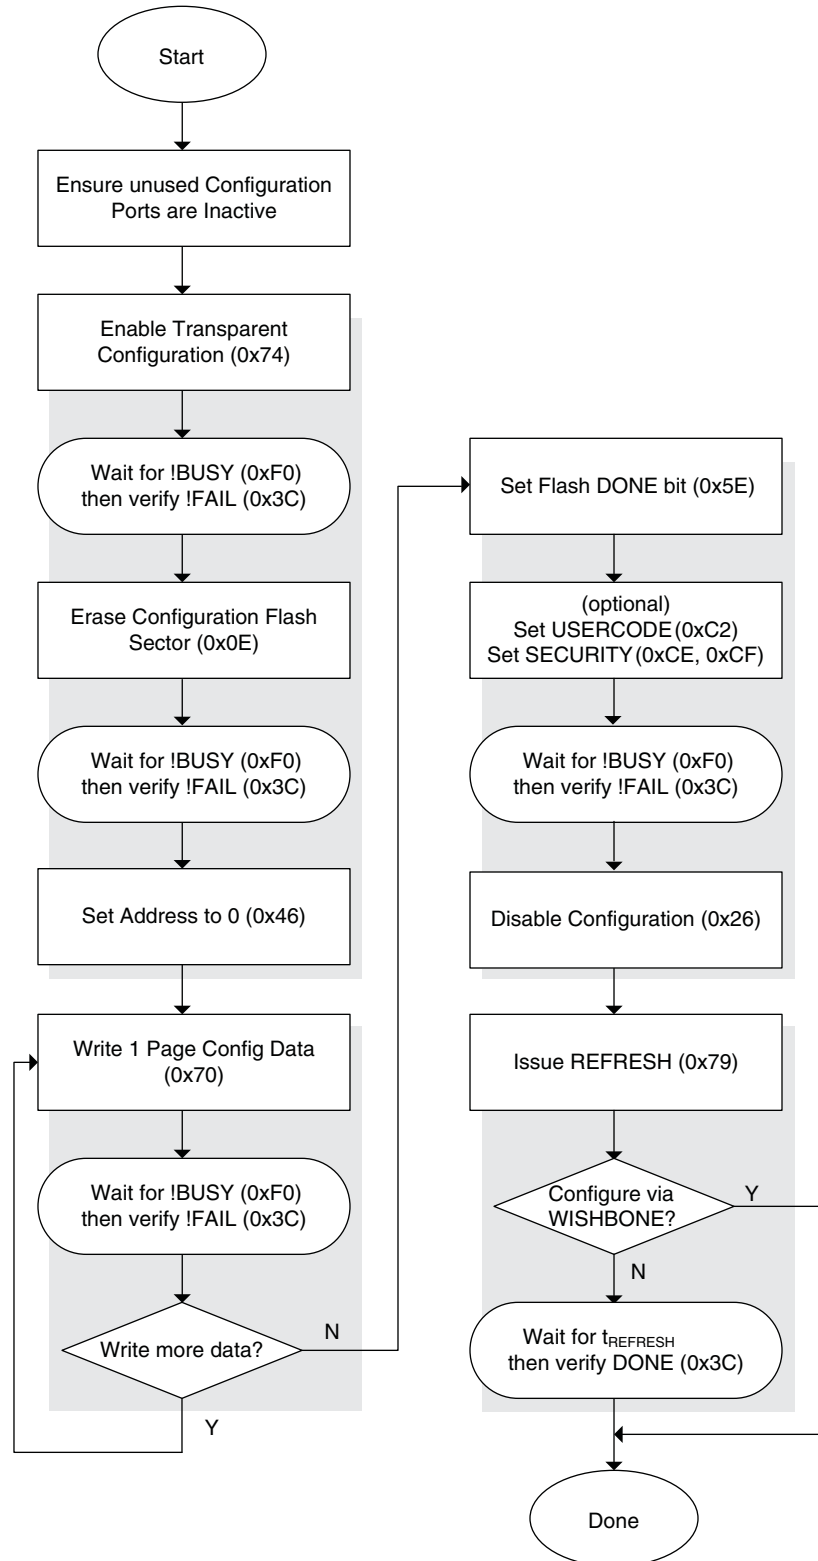 Start
Ensure unused Configuration
Ports are Inactive
Enable Transparent
Configuration (0x74)
Wait for !BUSY (0xF0)
then verify !FAIL (0x3C)
Erase Configuration Flash
Sector (0x0E)
Wait for !BUSY (0xF0)
then verify !FAIL (0x3C)
Set Address to 0 (0x46)
Write 1 Page Config Data
(0x70)
Wait for !BUSY (0xF0)
then verify !FAIL (0x3C)
Write more data?
N
Y
Set Flash DONE bit (0x5E)
(optional)
Set USERCODE(0xC2)
Set SECURITY(0xCE, 0xCF)
Wait for !BUSY (0xF0)
then verify !FAIL (0x3C)
Disable Configuration (0x26)
Issue REFRESH (0x79)
Configure via
WISHBONE?
Y
N
Wait for tREFRESH
then verify DONE (0x3C)
Done